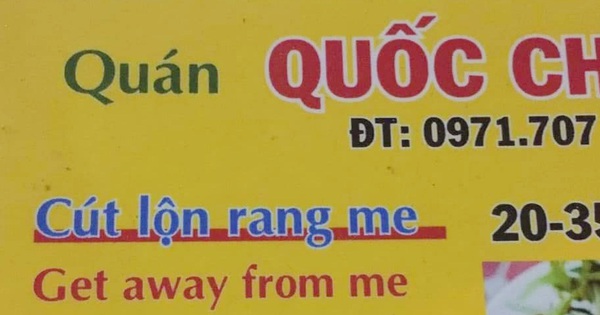 Quán QUỐC CH
ĐT: 0971.707
Cút lộn rang me 20-35
Get away from me